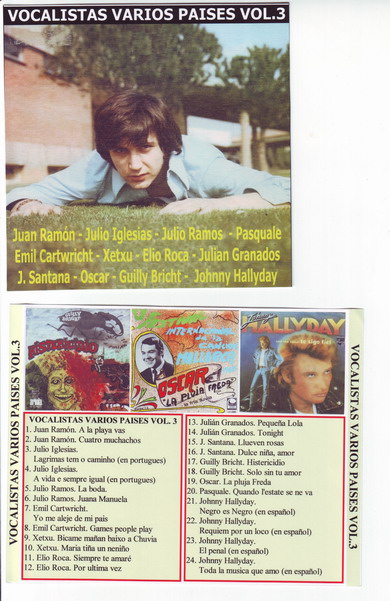 VOCALISTAS VARIOS PAISES VOL.3
Juan Ramón - Julio Iglesias - Julio Ramos - Pasquale
Emil Cartwricht - Xetxu - Elio Roca - Julian Granados
J. Santana - Oscar - Guilly Bricht - Johnny Hallyday
VOCALISTAS VARIOS PAISES VOL.3
HISTERICIDIO
INTERNACIONAL
OSCAR
"LA PLUJA FREDA"
HALLYDAY
VOCALISTAS VARIOS PAISES VOL. 3
1. Juan Ramón. A la playa vas
2. Juan Ramón. Cuatro muchachos
3. Julio Iglesias.
Lagrimas tem o caminho (en portugues)
4. Julio Iglesias.
A vida e sempre igual (en portugues)
5. Julio Ramos. La boda.
6. Julio Ramos. Juana Manuela
7. Emil Cartwricht.
Yo me aleje de mi pais
8. Emil Cartwricht. Games people play
9. Xetxu. Bicame mañan baixo a Chuvia
10. Xetxu. Maria tiña un neniño
11. Elio Roca. Siempre te amaré
12. Elio Roca. Por ultima vez
13. Julián Granados. Pequeña Lola
14. Julián Granados. Tonight
15. J. Santana. Llueven rosas
16. J. Santana. Dulce niña, amor
17. Guilly Bricht. Histericidio
18. Guilly Bricht. Solo sin tu amor
19. Oscar. La pluja Freda
20. Pasquale. Quando l'estate se ne va
21. Johnny Hallyday.
Negro es Negro (en español)
22. Johnny Hallyday.
Requiem por un loco (en español)
23. Johnny Hallyday.
El penal (en español)
24. Johnny Hallyday.
Toda la musica que amo (en español)
VOCALISTAS VARIOS PAISES VOL.3